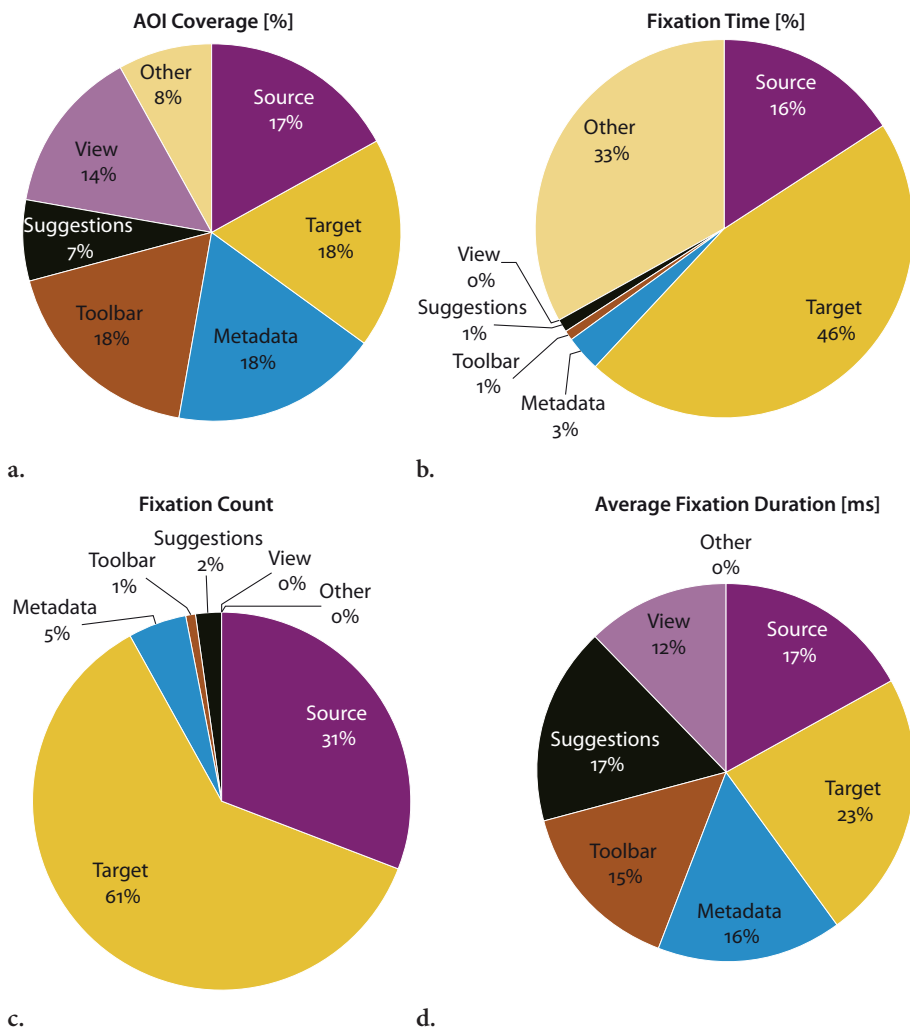 AOI Coverage [%]
Other
8%
Source
17%
View
14%
Target
18%
Suggestions
7%
Toolbar
18%
Metadata
18%
a.
Fixation Time [%]
Source
16%
Other
33%
View
0%
Suggestions
1%
Toolbar
1%
Metadata
3%
Target
46%
b.
Fixation Count
Suggestions
2%
View
0%
Toolbar
1%
Other
0%
Metadata
5%
Source
31%
Target
61%
c.
Average Fixation Duration [ms]
Other
0%
View
12%
Source
17%
Suggestions
17%
Target
23%
Toolbar
15%
Metadata
16%
d.